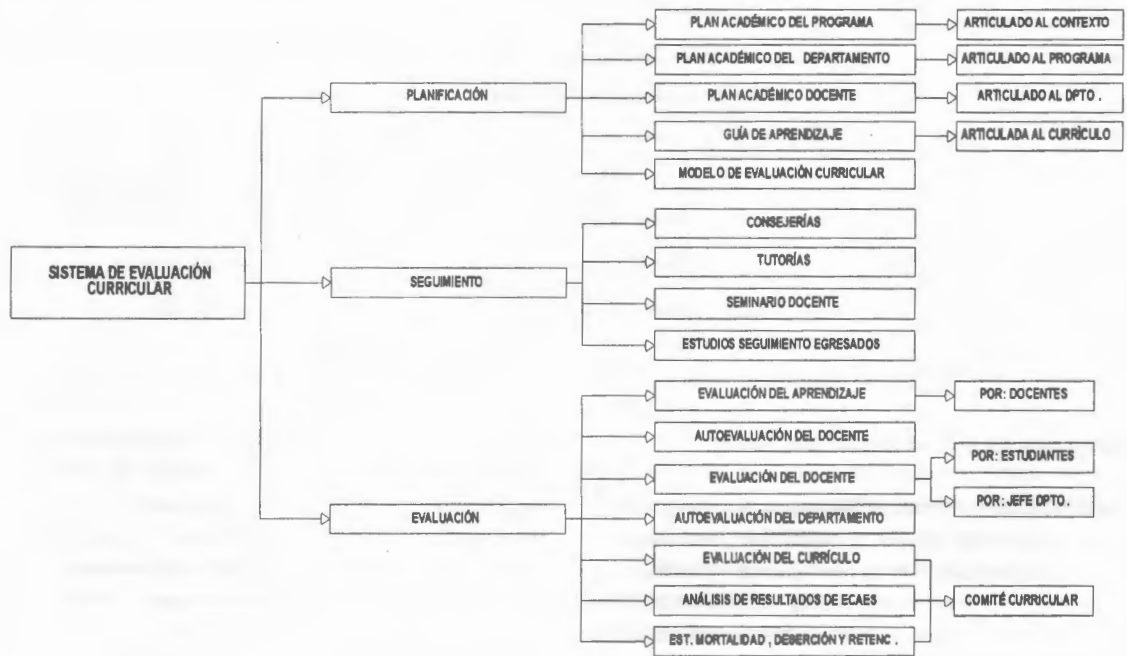 PLAN ACADÉMICO DEL PROGRAMA
ARTICULADO AL CONTEXTO
PLAN ACADÉMICO DEL DEPARTAMENTO
ARTICULADO AL PROGRAMA
PLANIFICACIÓN
PLAN ACADÉMICO DOCENTE
ARTICULADO AL DPTO .
GUÍA DE APRENDIZAJE
ARTICULADA AL CURRÍCULO
MODELO DE EVALUACIÓN CURRICULAR
SISTEMA DE EVALUACIÓN
CURRICULAR
SEGUIMIENTO
CONSEJERÍAS
TUTORÍAS
SEMINARIO DOCENTE
ESTUDIOS SEGUIMIENTO EGRESADOS
EVALUACIÓN
EVALUACIÓN DEL APRENDIZAJE
POR: DOCENTES
AUTOEVALUACIÓN DEL DOCENTE
EVALUACIÓN DEL DOCENTE
POR: ESTUDIANTES
POR: JEFE DPTO .
AUTOEVALUACIÓN DEL DEPARTAMENTO
EVALUACIÓN DEL CURRÍCULO
ANÁLISIS DE RESULTADOS DE ECAES
COMITÉ CURRICULAR
EST. MORTALIDAD , DESERCIÓN Y RETENC .